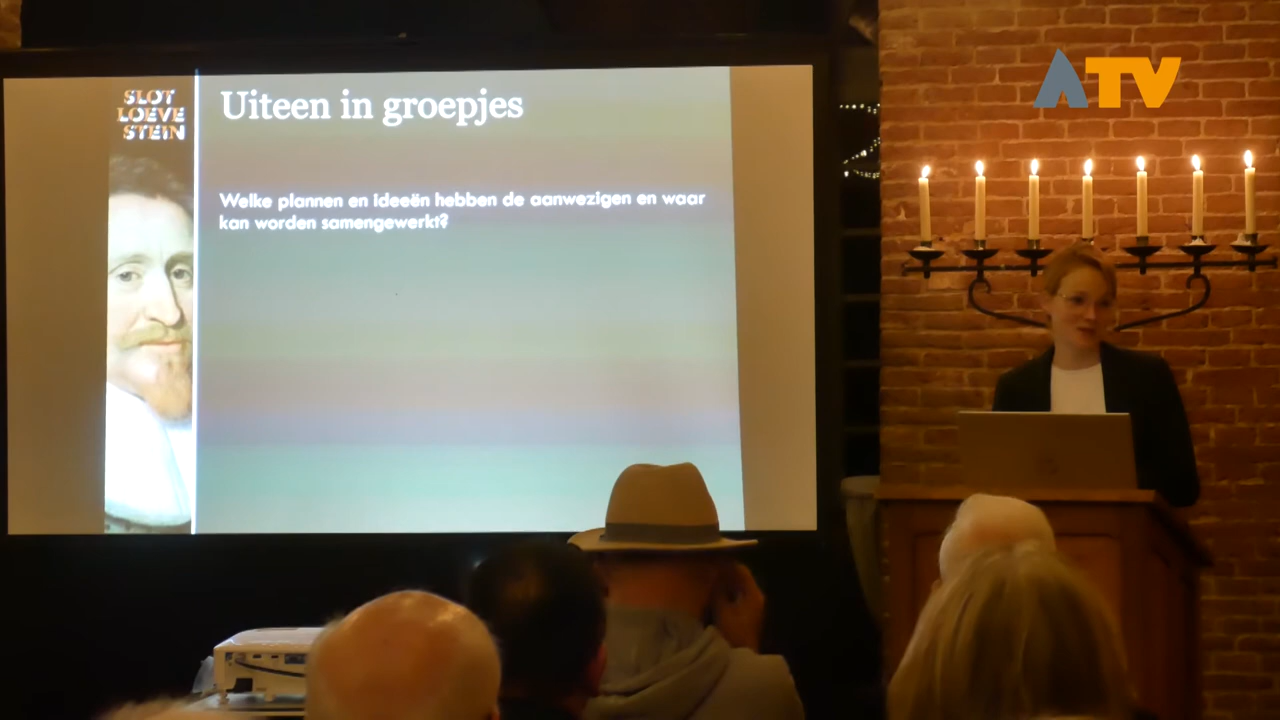 SLOT
LOEVE
STEIN
Uiteen in groepjes
Welke plannen en ideeën hebben de aanwezigen en waar
kan worden samengewerkt?
ATV